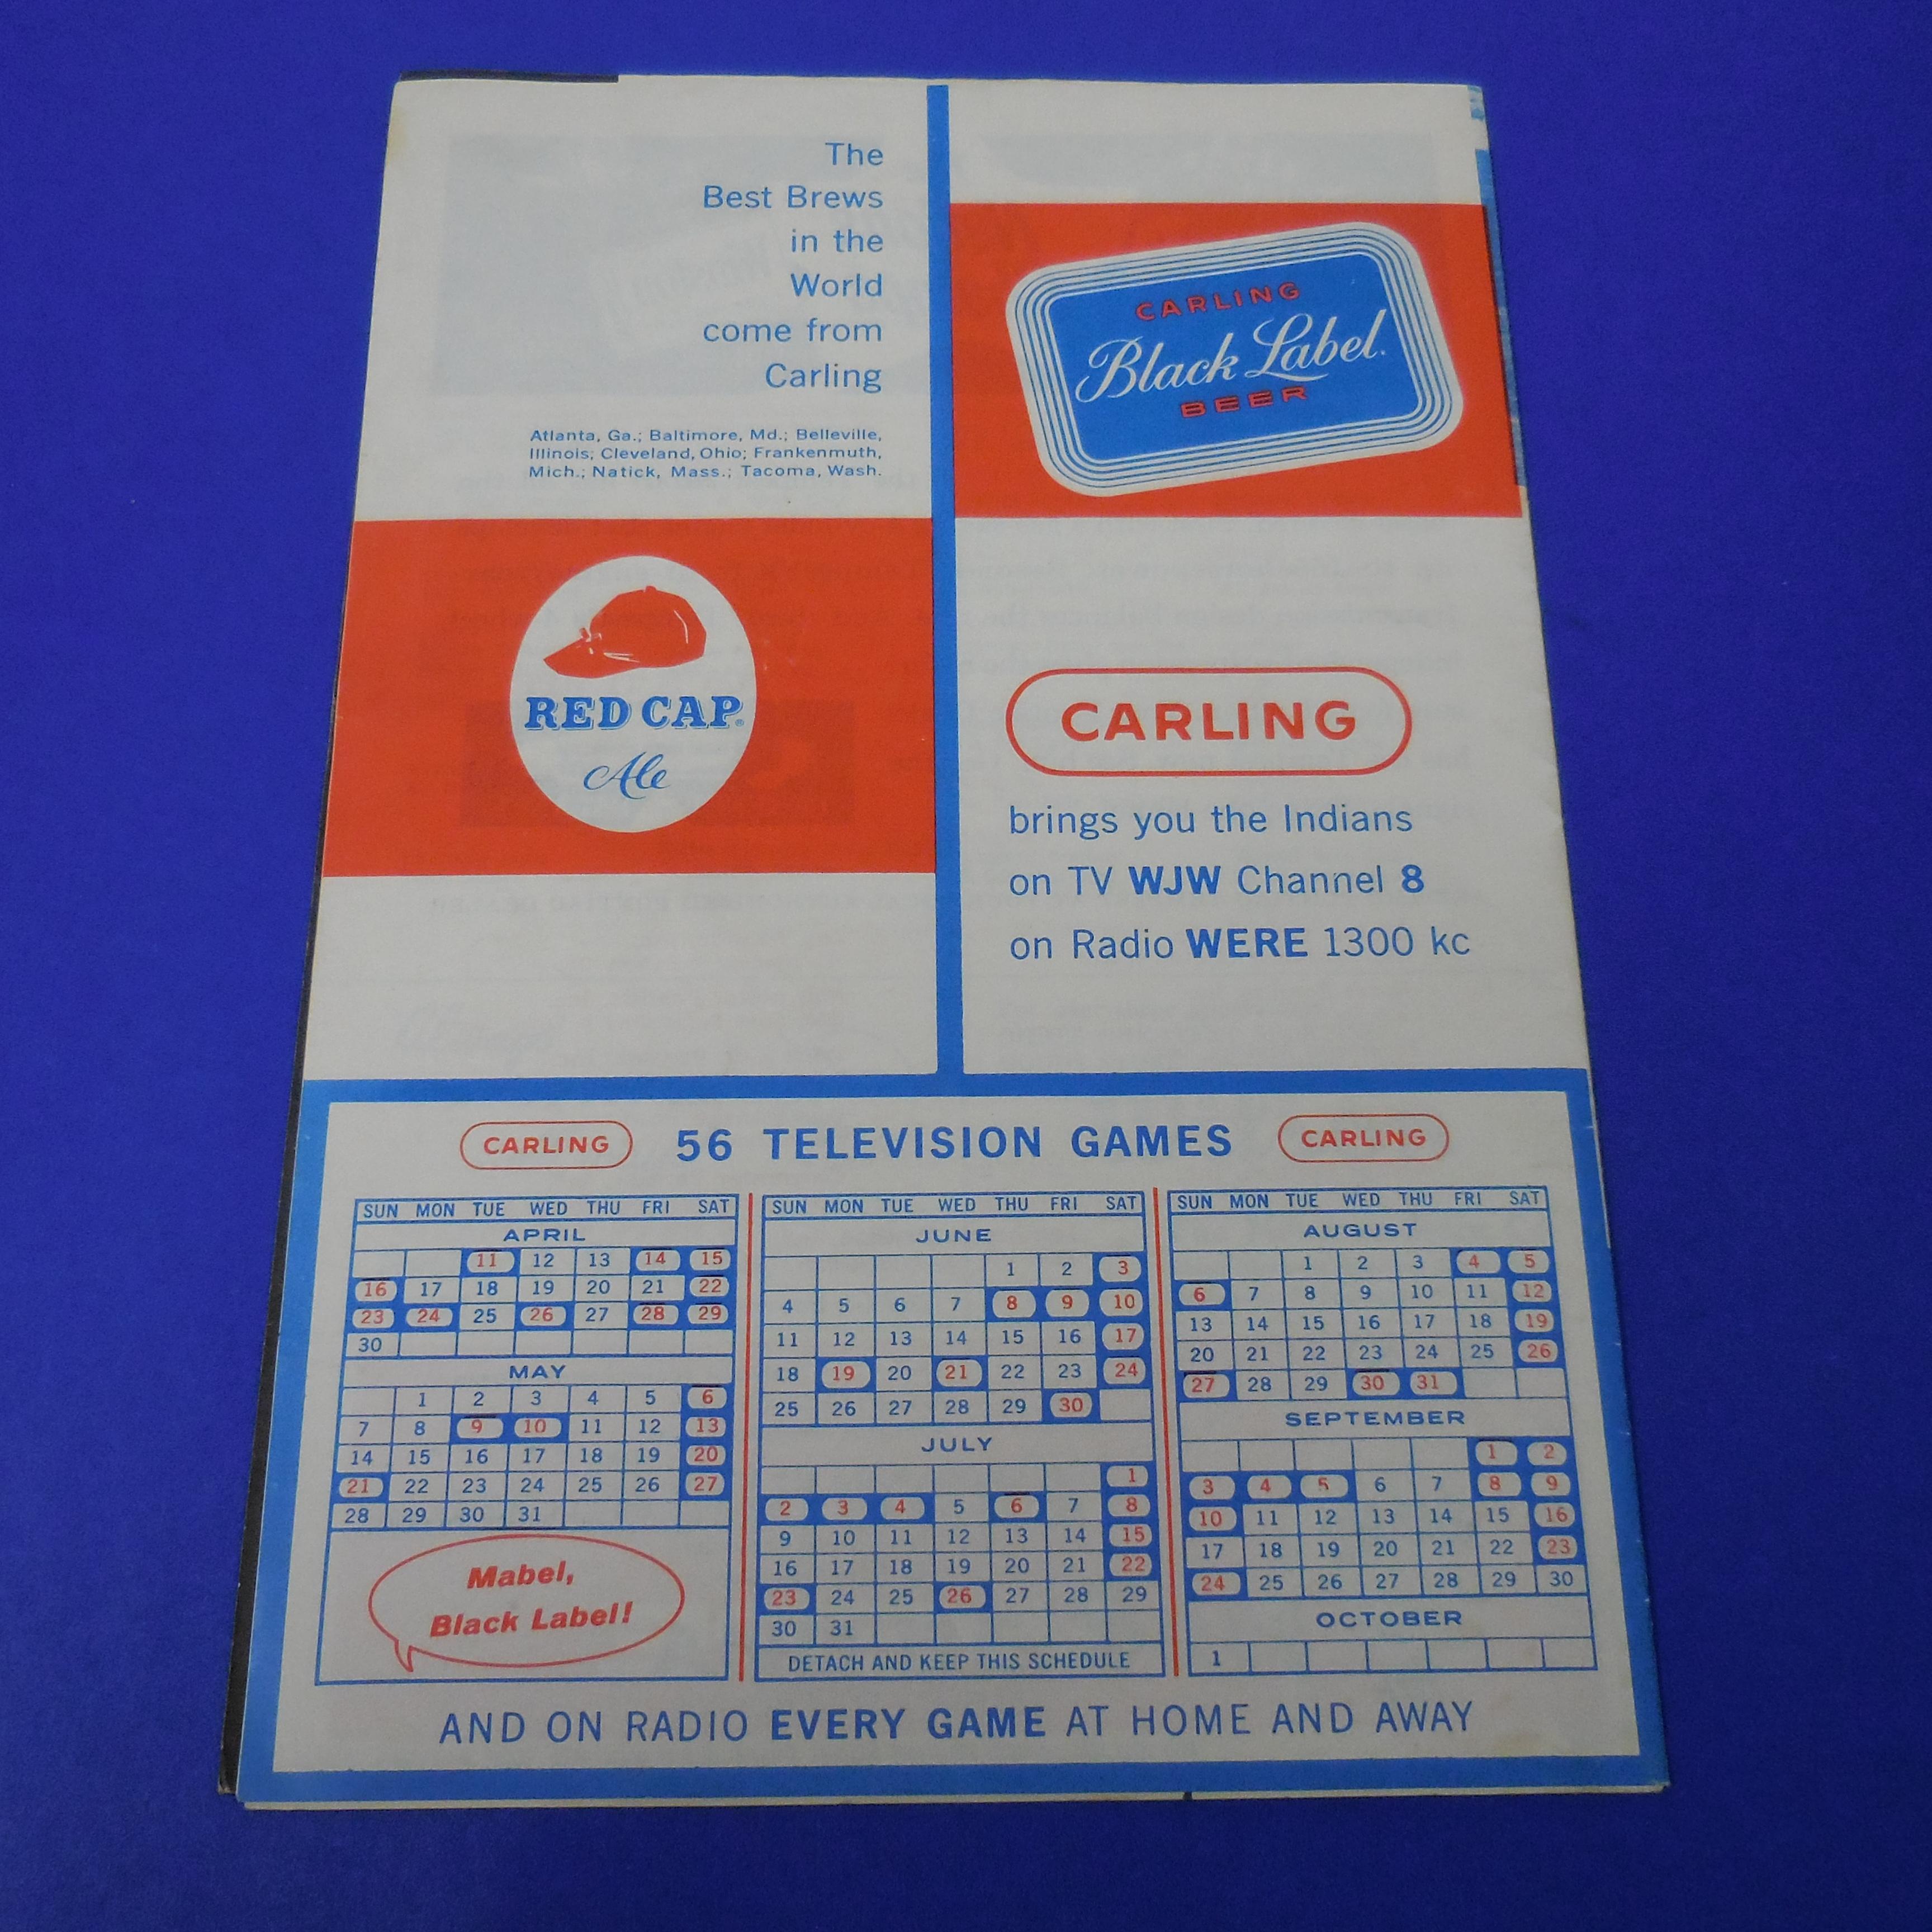 The
Best Brews
in the
World
come from
Carling
Atlanta, Ga.; Baltimore, Md.; Belleville,
Illinois; Cleveland, Ohio; Frankenmuth,
Mich.; Natick, Mass.; Tacoma, Wash.
RED CAP®
Ale
CARLING
Black Label.
BEER
CARLING
brings you the Indians
on TV WJW Channel 8
on Radio WERE 1300 kc
CARLING 56 TELEVISION GAMES CARLING
SUN MON TUE WED THU FRI SAT
APRIL
11 12 13 14 15
16 17 18 19 20 21 22
23 24 25 26 27 28 29
30
MAY
1 2 3 4 5 6
7 8 9 10 11 12 13
14 15 16 17 18 19 20
21 22 23 24 25 26 27
28 29 30 31
Mabel,
Black Label!
SUN MON TUE WED THU FRI SAT
JUNE
1 2 3
4 5 6 7 8 9 10
11 12 13 14 15 16 17
18 19 20 21 22 23 24
25 26 27 28 29 30
JULY
1
2 3 4 5 6 7 8
9 10 11 12 13 14 15
16 17 18 19 20 21 22
23 24 25 26 27 28 29
30 31
DETACH AND KEEP THIS SCHEDULE
SUN MON TUE WED THU FRI SAT
AUGUST
1 2 3 4 5
6 7 8 9 10 11 12
13 14 15 16 17 18 19
20 21 22 23 24 25 26
27 28 29 30 31
SEPTEMBER
1 2
3 4 5 6 7 8 9
10 11 12 13 14 15 16
17 18 19 20 21 22 23
24 25 26 27 28 29 30
OCTOBER
1
AND ON RADIO EVERY GAME AT HOME AND AWAY